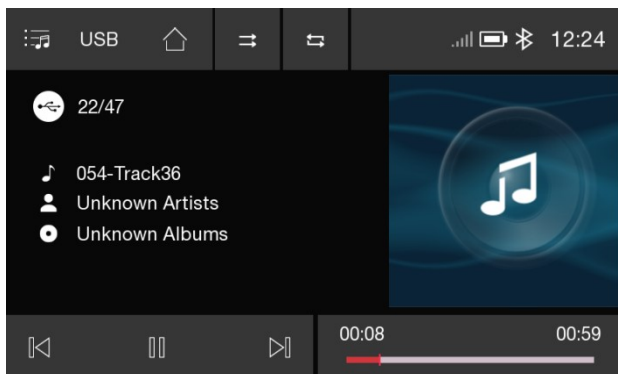 USB 12:24
22/47
054-Track36
Unknown Artists
Unknown Albums
00:08 00:59